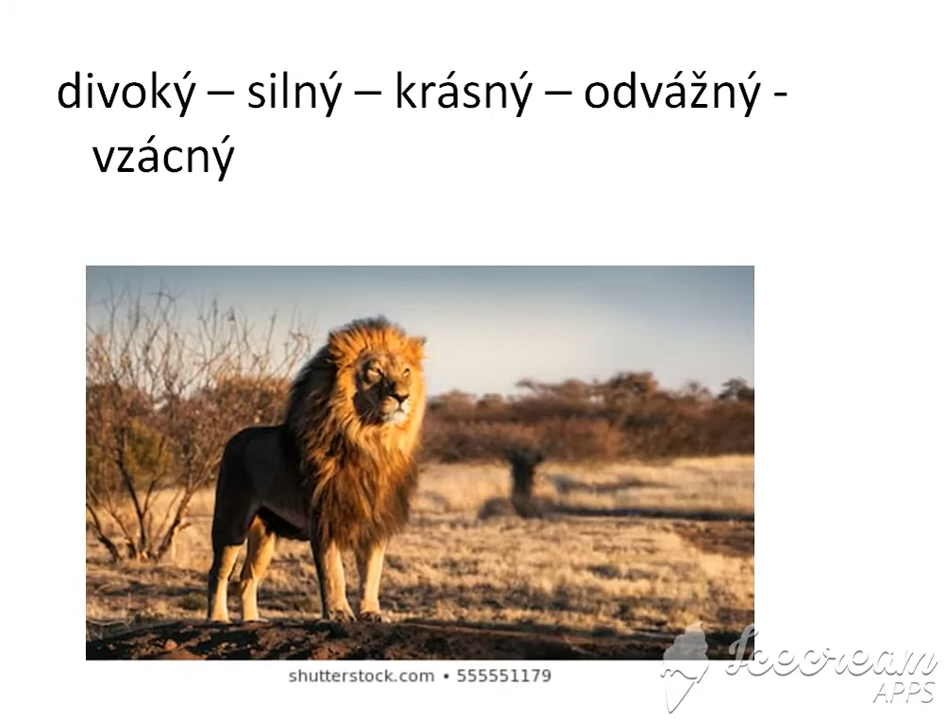 divoký – silný – krásný – odvážný -
vzácný
shutterstock.com • 555551179
Icecream
APPS